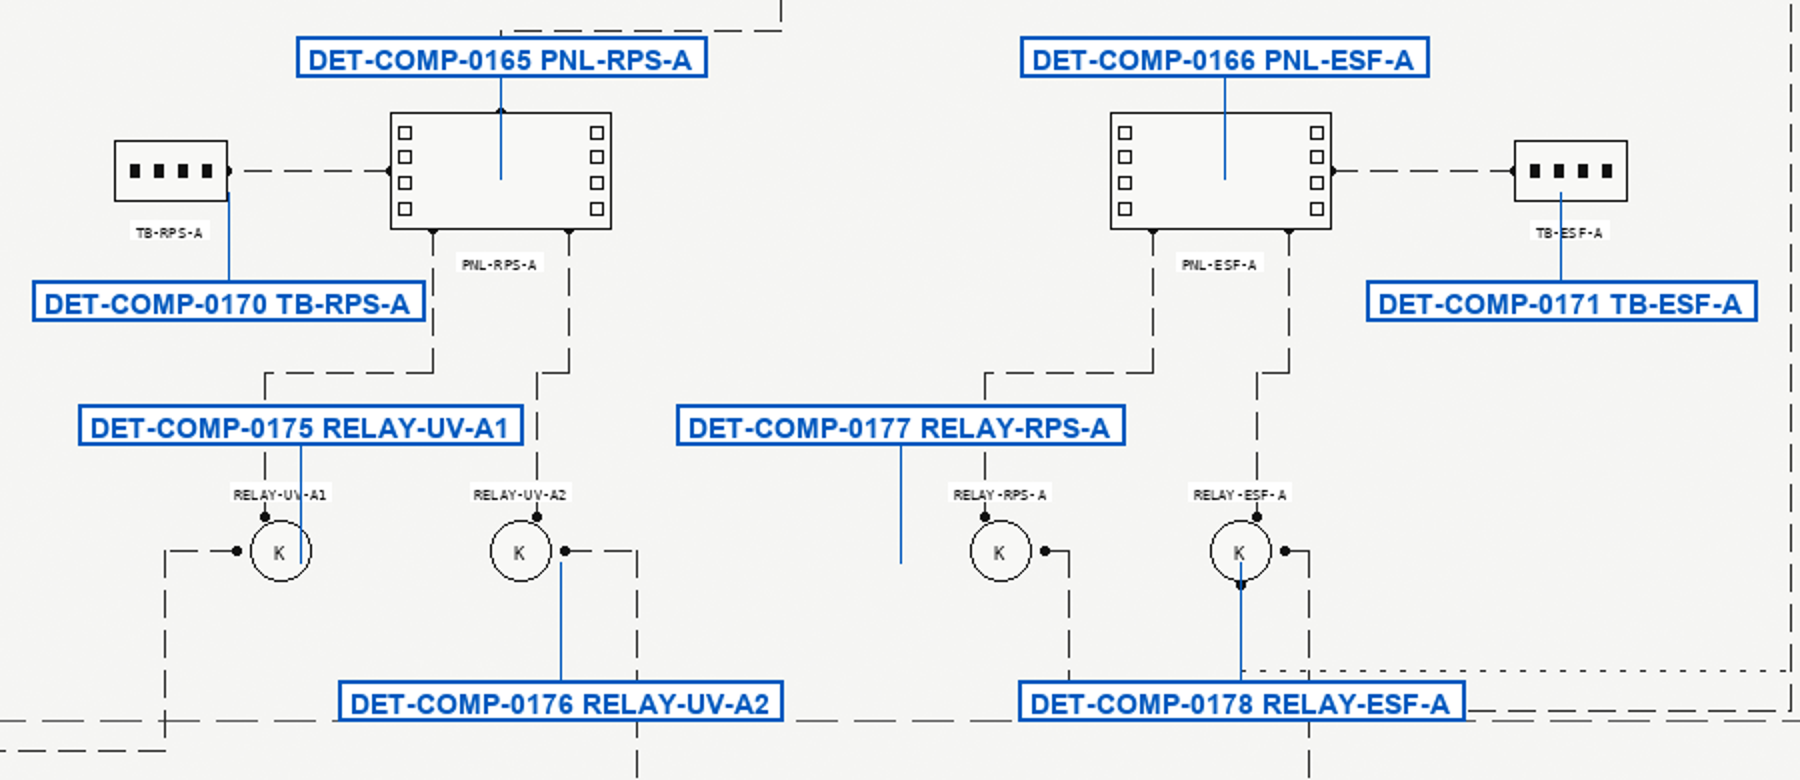 DET-COMP-0165 PNL-RPS-A
DET-COMP-0166 PNL-ESF-A
TB-RPS-A
TB-ESF-A
PNL-RPS-A
PNL-ESF-A
DET-COMP-0170 TB-RPS-A
DET-COMP-0171 TB-ESF-A
DET-COMP-0175 RELAY-UV-A1
DET-COMP-0177 RELAY-RPS-A
RELAY-UV-A1
RELAY-UV-A2
RELAY-RPS-A
RELAY-ESF-A
K
K
K
K
DET-COMP-0176 RELAY-UV-A2
DET-COMP-0178 RELAY-ESF-A